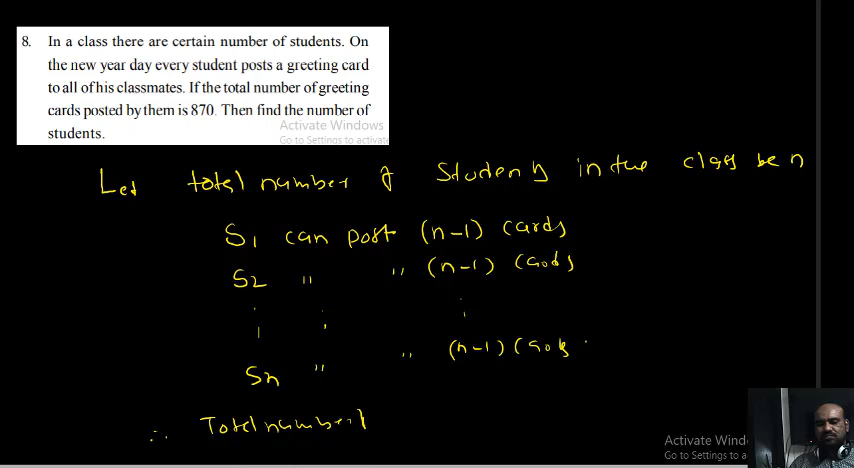 8. In a class there are certain number of students. On
the new year day every student posts a greeting card
to all of his classmates. If the total number of greeting
cards posted by them is 870. Then find the number of
students.
Activate Windows
Go to Settings to activate
Let total number of students in the class be n
S1 can post (n-1) cards
S2 " " (n-1) cards
Sn " " (n-1) cards
∴ Total number of
Activate Wind
Go to Settings to a